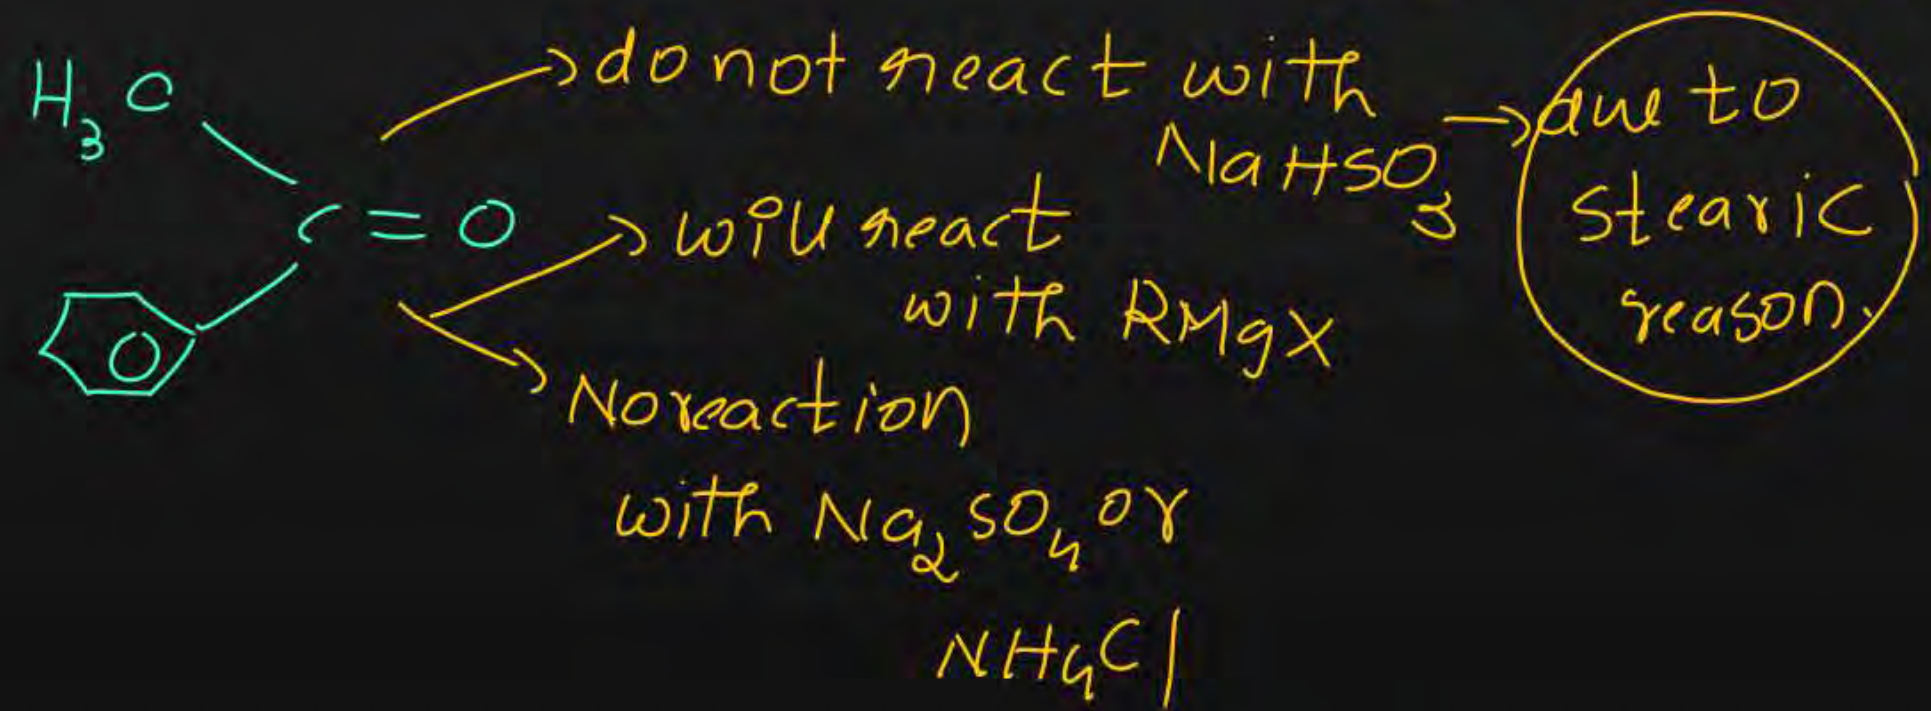 H₃C
C=O
do not react with
NaHSO₃ → due to
stearic
reason.
will react
with RMgX
No reaction
with Na₂SO₄ or
NH₄Cl